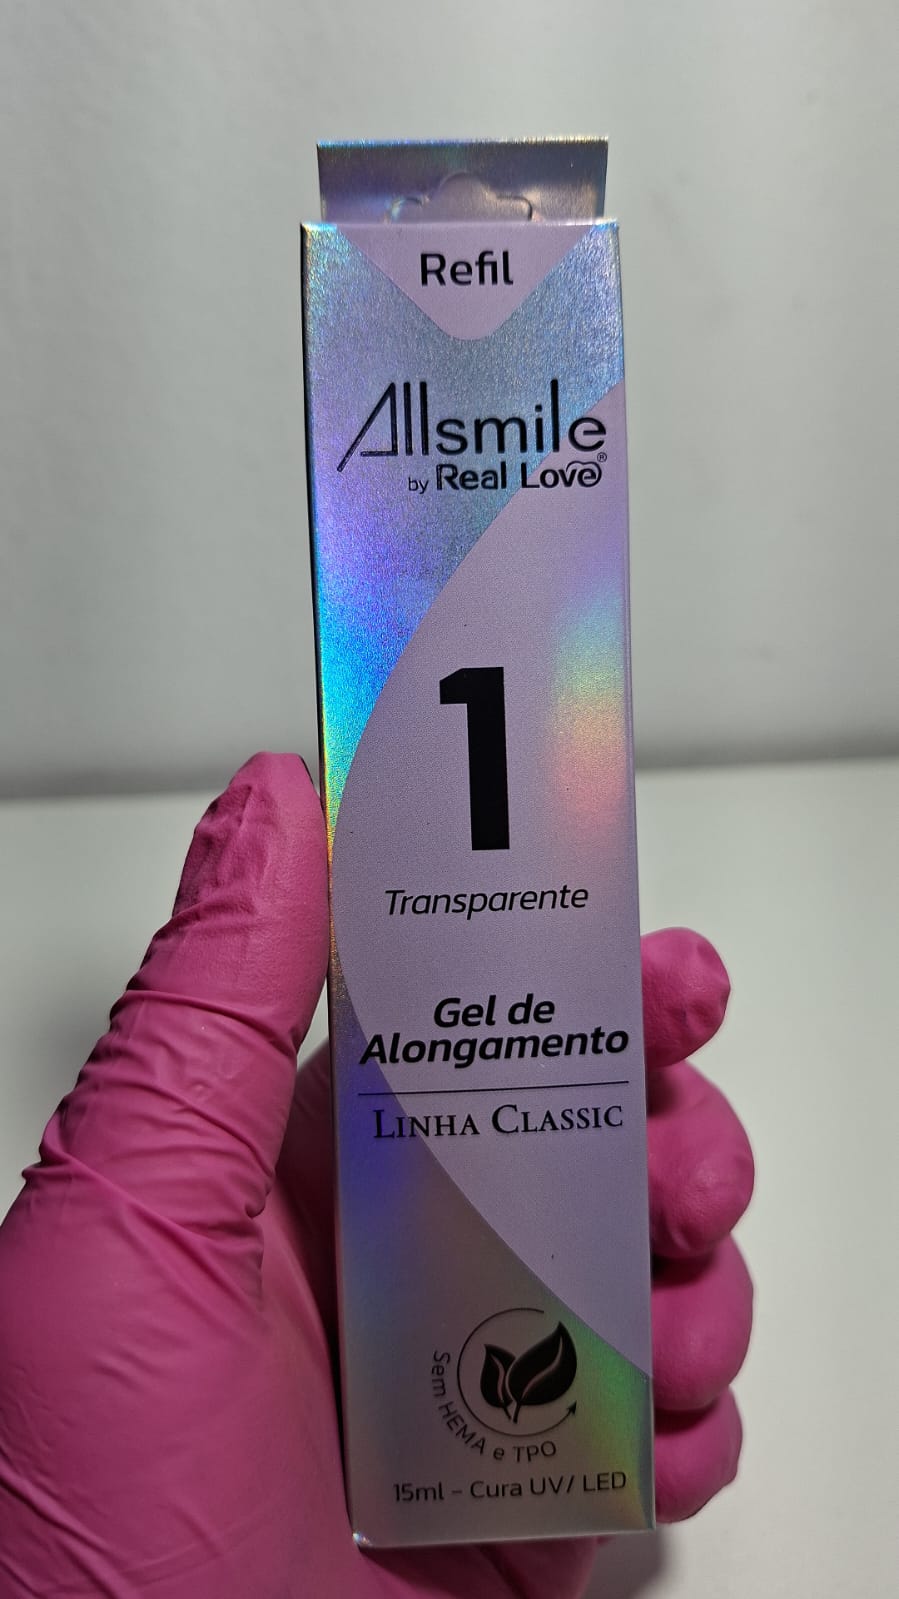 Refil
Allsmile
by Real Love®
1
Transparente
Gel de
Alongamento
LINHA CLASSIC
Sem HEMA e TPO
15ml - Cura UV/ LED